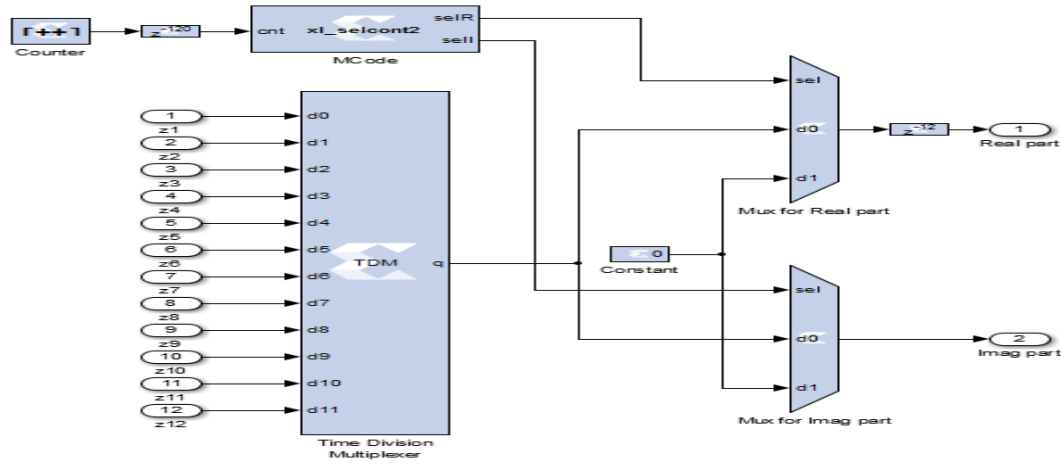 ++1
Counter
z-120
cnt
xl_selcont2
selR
selI
MCode
1
z1
2
z2
3
z3
4
z4
5
z5
6
z6
7
z7
8
z8
9
z9
10
z10
11
z11
12
z12
d0
d1
d2
d3
d4
d5
d6
d7
d8
d9
d10
d11
TDM
q
Time Division
Multiplexer
0
Constant
sel
d0
d1
Mux for Real part
z-12
1
Real part
sel
d0
d1
Mux for Imag part
2
Imag part